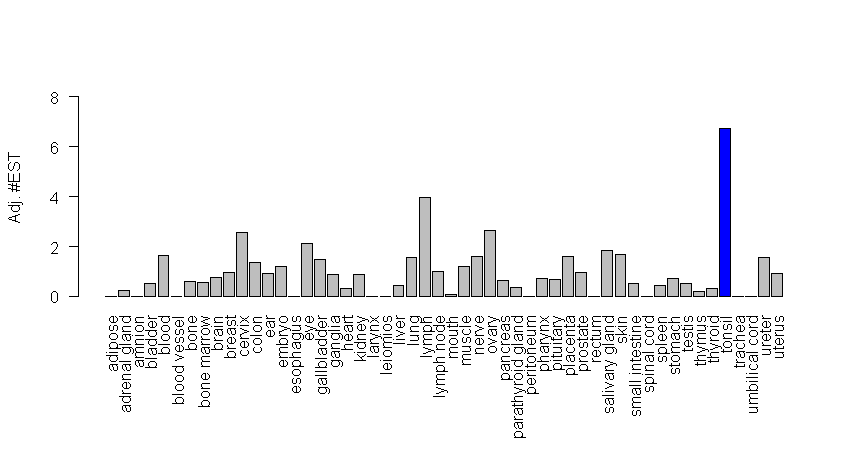 8
6
4
2
0
Adj. #EST
adipose
adrenal gland
amnion
bladder
blood
blood vessel
bone
bone marrow
brain
breast
cervix
colon
ear
embryo
esophagus
eye
gallbladder
ganglia
heart
kidney
larynx
leiomios
liver
lung
lymph
lymph node
mouth
muscle
nerve
ovary
pancreas
parathyroid gland
peritoneum
pharynx
pituitary
placenta
prostate
rectum
salivary gland
skin
small intestine
spinal cord
spleen
stomach
testis
thymus
thyroid
tonsil
trachea
umbilical cord
ureter
uterus